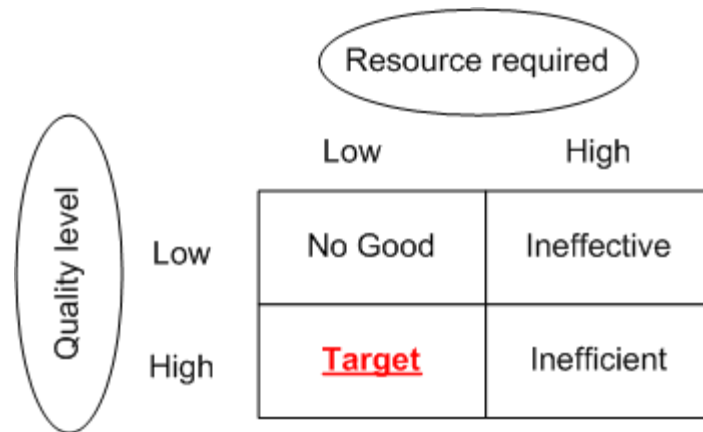 Resource required
Low High
Quality level
Low No Good Ineffective
High Target Inefficient